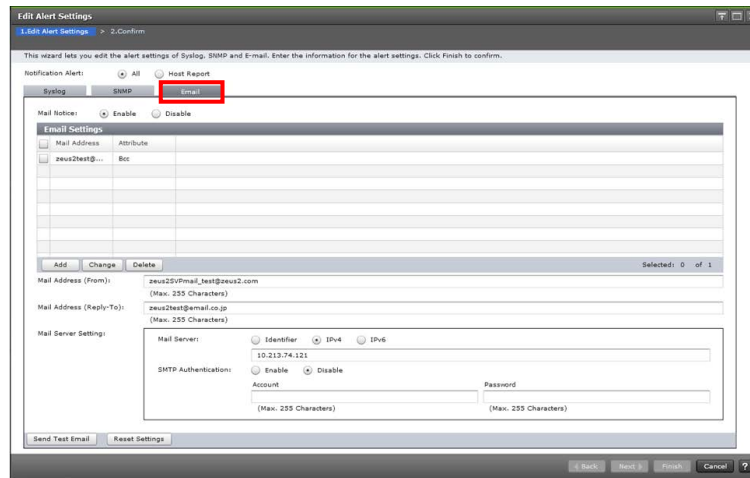 Edit Alert Settings
1.Edit Alert Settings > 2.Confirm
This wizard lets you edit the alert settings of Syslog, SNMP and E-mail. Enter the information for the alert settings. Click Finish to confirm.
Notification Alert: All Host Report
Syslog SNMP Email
Mail Notice: Enable Disable
Email Settings
Mail Address Attribute
zeus2test@... Bcc
Add Change Delete Selected: 0 of 1
Mail Address (From): zeus2SVPmail_test@zeus2.com
(Max. 255 Characters)
Mail Address (Reply-To): zeus2test@email.co.jp
(Max. 255 Characters)
Mail Server Setting:
Mail Server: Identifier IPv4 IPv6
10.213.74.121
SMTP Authentication: Enable Disable
Account Password
(Max. 255 Characters) (Max. 255 Characters)
Send Test Email Reset Settings
Back Next Finish Cancel ?